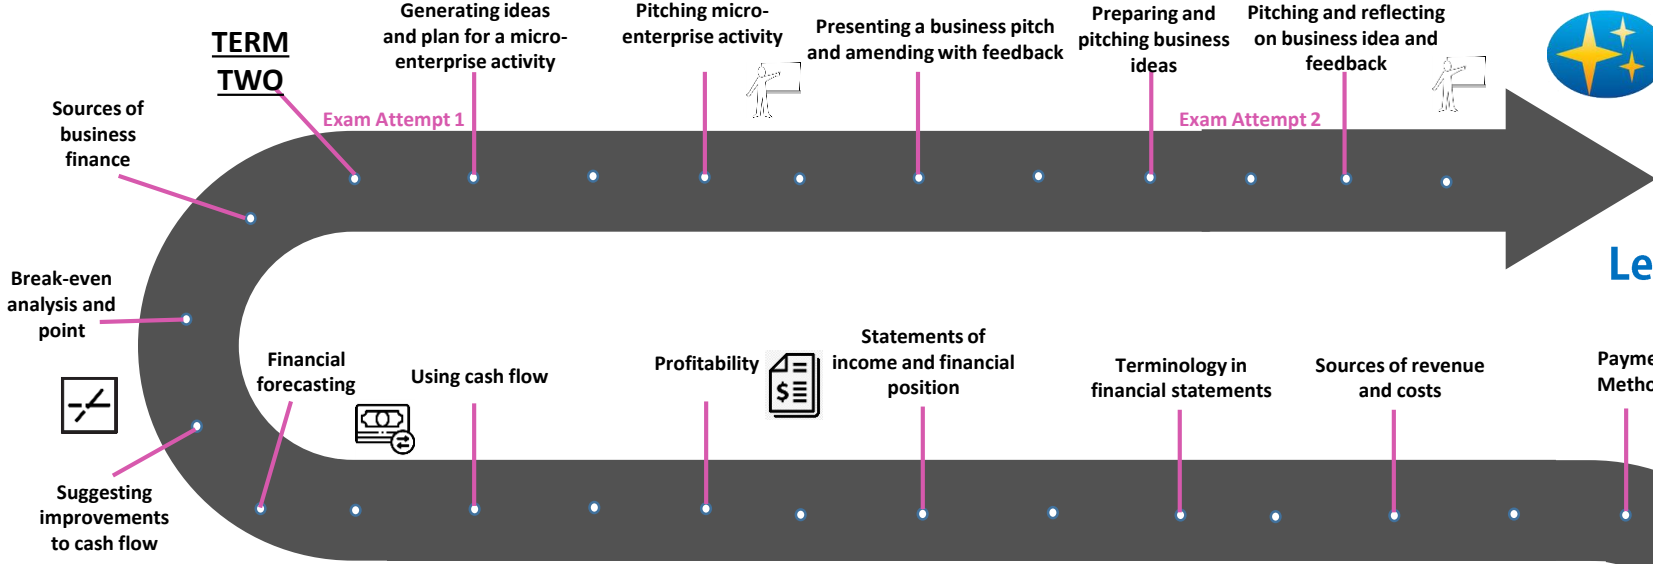 TERM
TWO
Generating ideas
and plan for a micro-
enterprise activity
Pitching micro-
enterprise activity
Presenting a business pitch
and amending with feedback
Preparing and
pitching business
ideas
Pitching and reflecting
on business idea and
feedback
Exam Attempt 1
Exam Attempt 2
Sources of
business
finance
Break-even
analysis and
point
Suggesting
improvements
to cash flow
Financial
forecasting
Using cash flow
Profitability
$
Statements of
income and financial
position
Terminology in
financial statements
Sources of revenue
and costs
Le
Payme
Metho